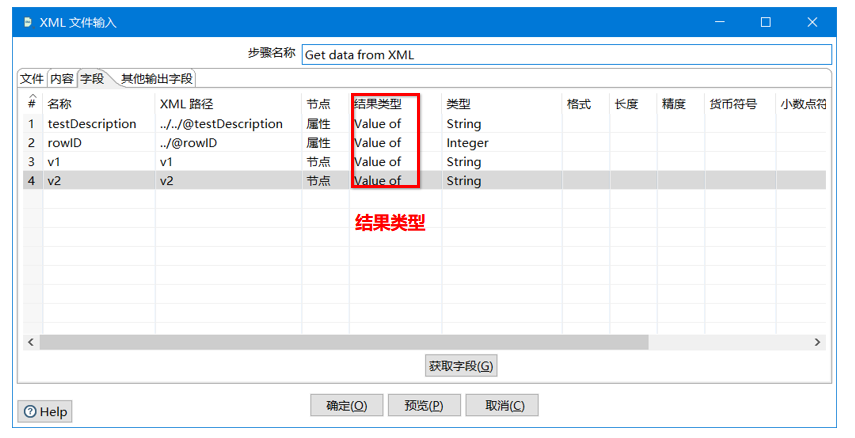 XML 文件输入
步骤名称 Get data from XML
文件 内容 字段 其他输出字段
# 名称 XML 路径 节点 结果类型 类型 格式 长度 精度 货币符号 小数点符
1 testDescription ../../@testDescription 属性 Value of String
2 rowID ../@rowID 属性 Value of Integer
3 v1 v1 节点 Value of String
4 v2 v2 节点 Value of String
结果类型
获取字段(G)
Help 确定(O) 预览(P) 取消(C)